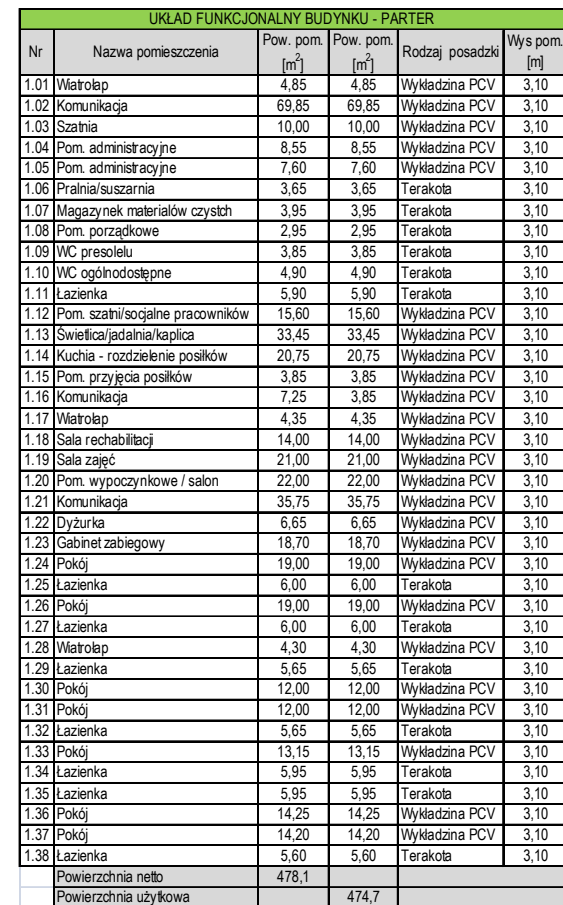 UKŁAD FUNKCJONALNY BUDYNKU - PARTER
Nr Nazwa pomieszczenia Pow. pom. [m²] Pow. pom. [m²] Rodzaj posadzki Wys pom. [m]
1.01 Wiatrołap 4,85 4,85 Wykładzina PCV 3,10
1.02 Komunikacja 69,85 69,85 Wykładzina PCV 3,10
1.03 Szatnia 10,00 10,00 Wykładzina PCV 3,10
1.04 Pom. administracyjne 8,55 8,55 Wykładzina PCV 3,10
1.05 Pom. administracyjne 7,60 7,60 Wykładzina PCV 3,10
1.06 Pralnia/suszarnia 3,65 3,65 Terakota 3,10
1.07 Magazynek materialów czystch 3,95 3,95 Terakota 3,10
1.08 Pom. porządkowe 2,95 2,95 Terakota 3,10
1.09 WC presolelu 3,85 3,85 Terakota 3,10
1.10 WC ogólnodostępne 4,90 4,90 Terakota 3,10
1.11 Łazienka 5,90 5,90 Terakota 3,10
1.12 Pom. szatni/socjalne pracowników 15,60 15,60 Wykładzina PCV 3,10
1.13 Świetlica/jadalnia/kaplica 33,45 33,45 Wykładzina PCV 3,10
1.14 Kuchia - rozdzielenie posiłków 20,75 20,75 Wykładzina PCV 3,10
1.15 Pom. przyjęcia posiłków 3,85 3,85 Wykładzina PCV 3,10
1.16 Komunikacja 7,25 3,85 Wykładzina PCV 3,10
1.17 Wiatrołap 4,35 4,35 Wykładzina PCV 3,10
1.18 Sala rechabilitacji 14,00 14,00 Wykładzina PCV 3,10
1.19 Sala zajęć 21,00 21,00 Wykładzina PCV 3,10
1.20 Pom. wypoczynkowe / salon 22,00 22,00 Wykładzina PCV 3,10
1.21 Komunikacja 35,75 35,75 Wykładzina PCV 3,10
1.22 Dyżurka 6,65 6,65 Wykładzina PCV 3,10
1.23 Gabinet zabiegowy 18,70 18,70 Wykładzina PCV 3,10
1.24 Pokój 19,00 19,00 Wykładzina PCV 3,10
1.25 Łazienka 6,00 6,00 Terakota 3,10
1.26 Pokój 19,00 19,00 Wykładzina PCV 3,10
1.27 Łazienka 6,00 6,00 Terakota 3,10
1.28 Wiatrołap 4,30 4,30 Wykładzina PCV 3,10
1.29 Łazienka 5,65 5,65 Terakota 3,10
1.30 Pokój 12,00 12,00 Wykładzina PCV 3,10
1.31 Pokój 12,00 12,00 Wykładzina PCV 3,10
1.32 Łazienka 5,65 5,65 Terakota 3,10
1.33 Pokój 13,15 13,15 Wykładzina PCV 3,10
1.34 Łazienka 5,95 5,95 Terakota 3,10
1.35 Łazienka 5,95 5,95 Terakota 3,10
1.36 Pokój 14,25 14,25 Wykładzina PCV 3,10
1.37 Pokój 14,20 14,20 Wykładzina PCV 3,10
1.38 Łazienka 5,60 5,60 Terakota 3,10
Powierzchnia netto 478,1
Powierzchnia użytkowa 474,7